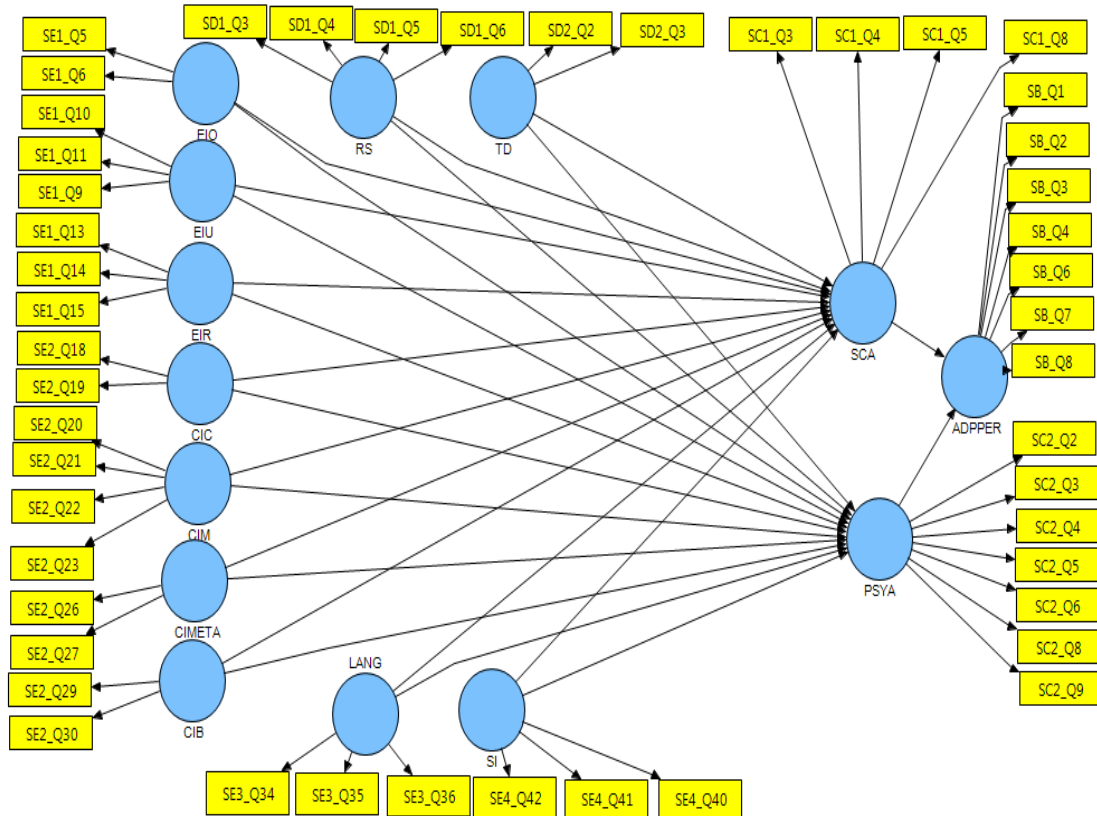 SD1_Q3
SD1_Q4
SD1_Q5
SD1_Q6
SD2_Q2
SD2_Q3
SC1_Q3
SC1_Q4
SC1_Q5
SC1_Q8
SE1_Q5
SE1_Q6
SE1_Q10
SE1_Q11
SE1_Q9
SE1_Q13
SE1_Q14
SE1_Q15
SE2_Q18
SE2_Q19
SE2_Q20
SE2_Q21
SE2_Q22
SE2_Q23
SE2_Q26
SE2_Q27
SE2_Q29
SE2_Q30
EIO
EIU
EIR
CIC
CIM
CIMETA
CIB
RS
TD
LANG
SI
SE3_Q34
SE3_Q35
SE3_Q36
SE4_Q42
SE4_Q41
SE4_Q40
SCA
PSYA
ADPPER
SB_Q1
SB_Q2
SB_Q3
SB_Q4
SB_Q6
SB_Q7
SB_Q8
SC2_Q2
SC2_Q3
SC2_Q4
SC2_Q5
SC2_Q6
SC2_Q8
SC2_Q9